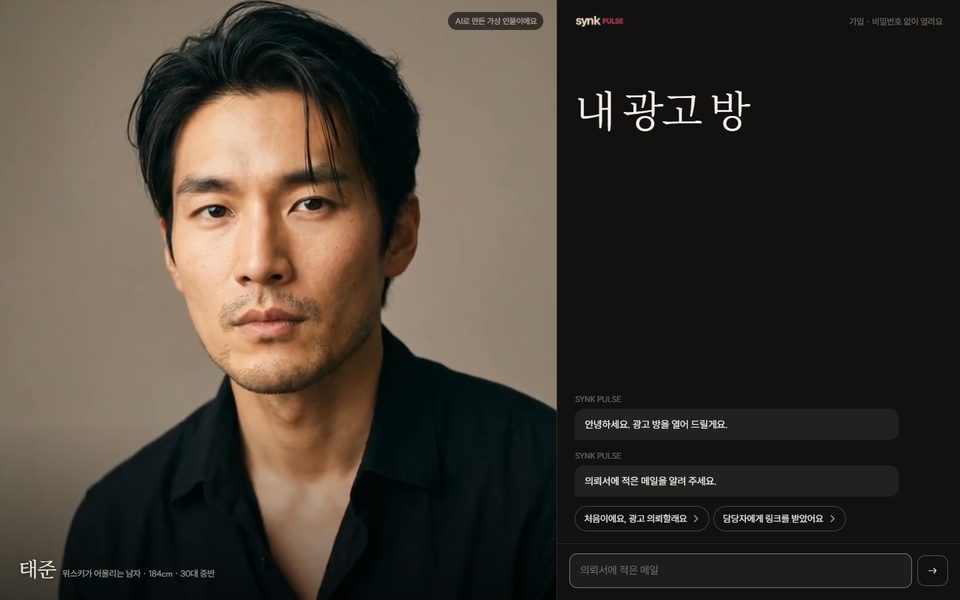 AI로 만든 가상 인물이에요
태준 위스키가 어울리는 남자 · 184cm · 30대 중반
synk PULSE
가입 · 비밀번호 없이 열려요
내 광고 방
SYNK PULSE
안녕하세요. 광고 방을 열어 드릴게요.
SYNK PULSE
의뢰서에 적은 메일을 알려 주세요.
처음이에요, 광고 의뢰할래요 >
담당자에게 링크를 받았어요 >
의뢰서에 적은 메일
→